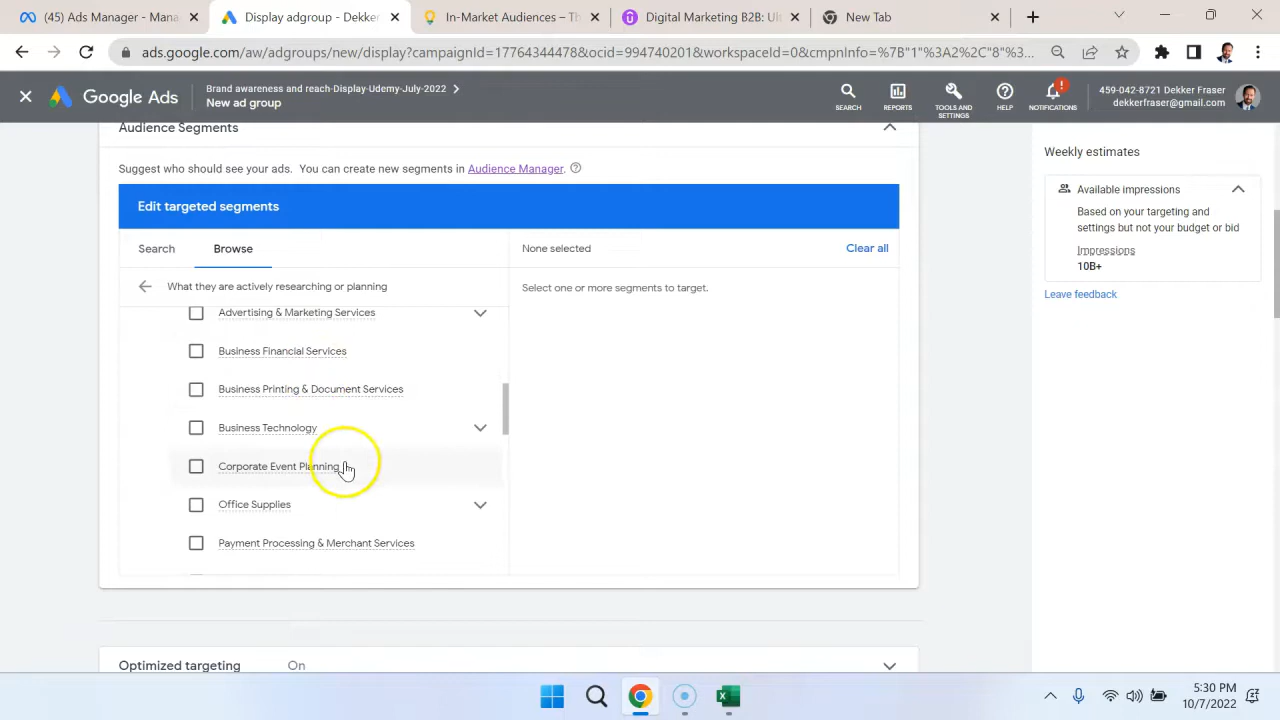 (45) Ads Manager - Mana
Display adgroup - Dekker
In-Market Audiences – Th
Digital Marketing B2B: Ul
New Tab
ads.google.com/aw/adgroups/new/display?campaignId=17764344478&ocid=994740201&workspaceId=0&cmpnInfo=%7B"1"%3A2%2C"8"%3...
Google Ads
Brand awareness and reach-Display-Udemy-July-2022
New ad group
SEARCH
REPORTS
TOOLS AND SETTINGS
HELP
NOTIFICATIONS
459-042-8721 Dekker Fraser
dekkerfraser@gmail.com
Audience Segments
Suggest who should see your ads. You can create new segments in Audience Manager.
Edit targeted segments
Search
Browse
None selected
Clear all
What they are actively researching or planning
Select one or more segments to target.
Advertising & Marketing Services
Business Financial Services
Business Printing & Document Services
Business Technology
Corporate Event Planning
Office Supplies
Payment Processing & Merchant Services
Optimized targeting
On
Weekly estimates
Available impressions
Based on your targeting and
settings but not your budget or bid
Impressions
10B+
Leave feedback
5:30 PM
10/7/2022